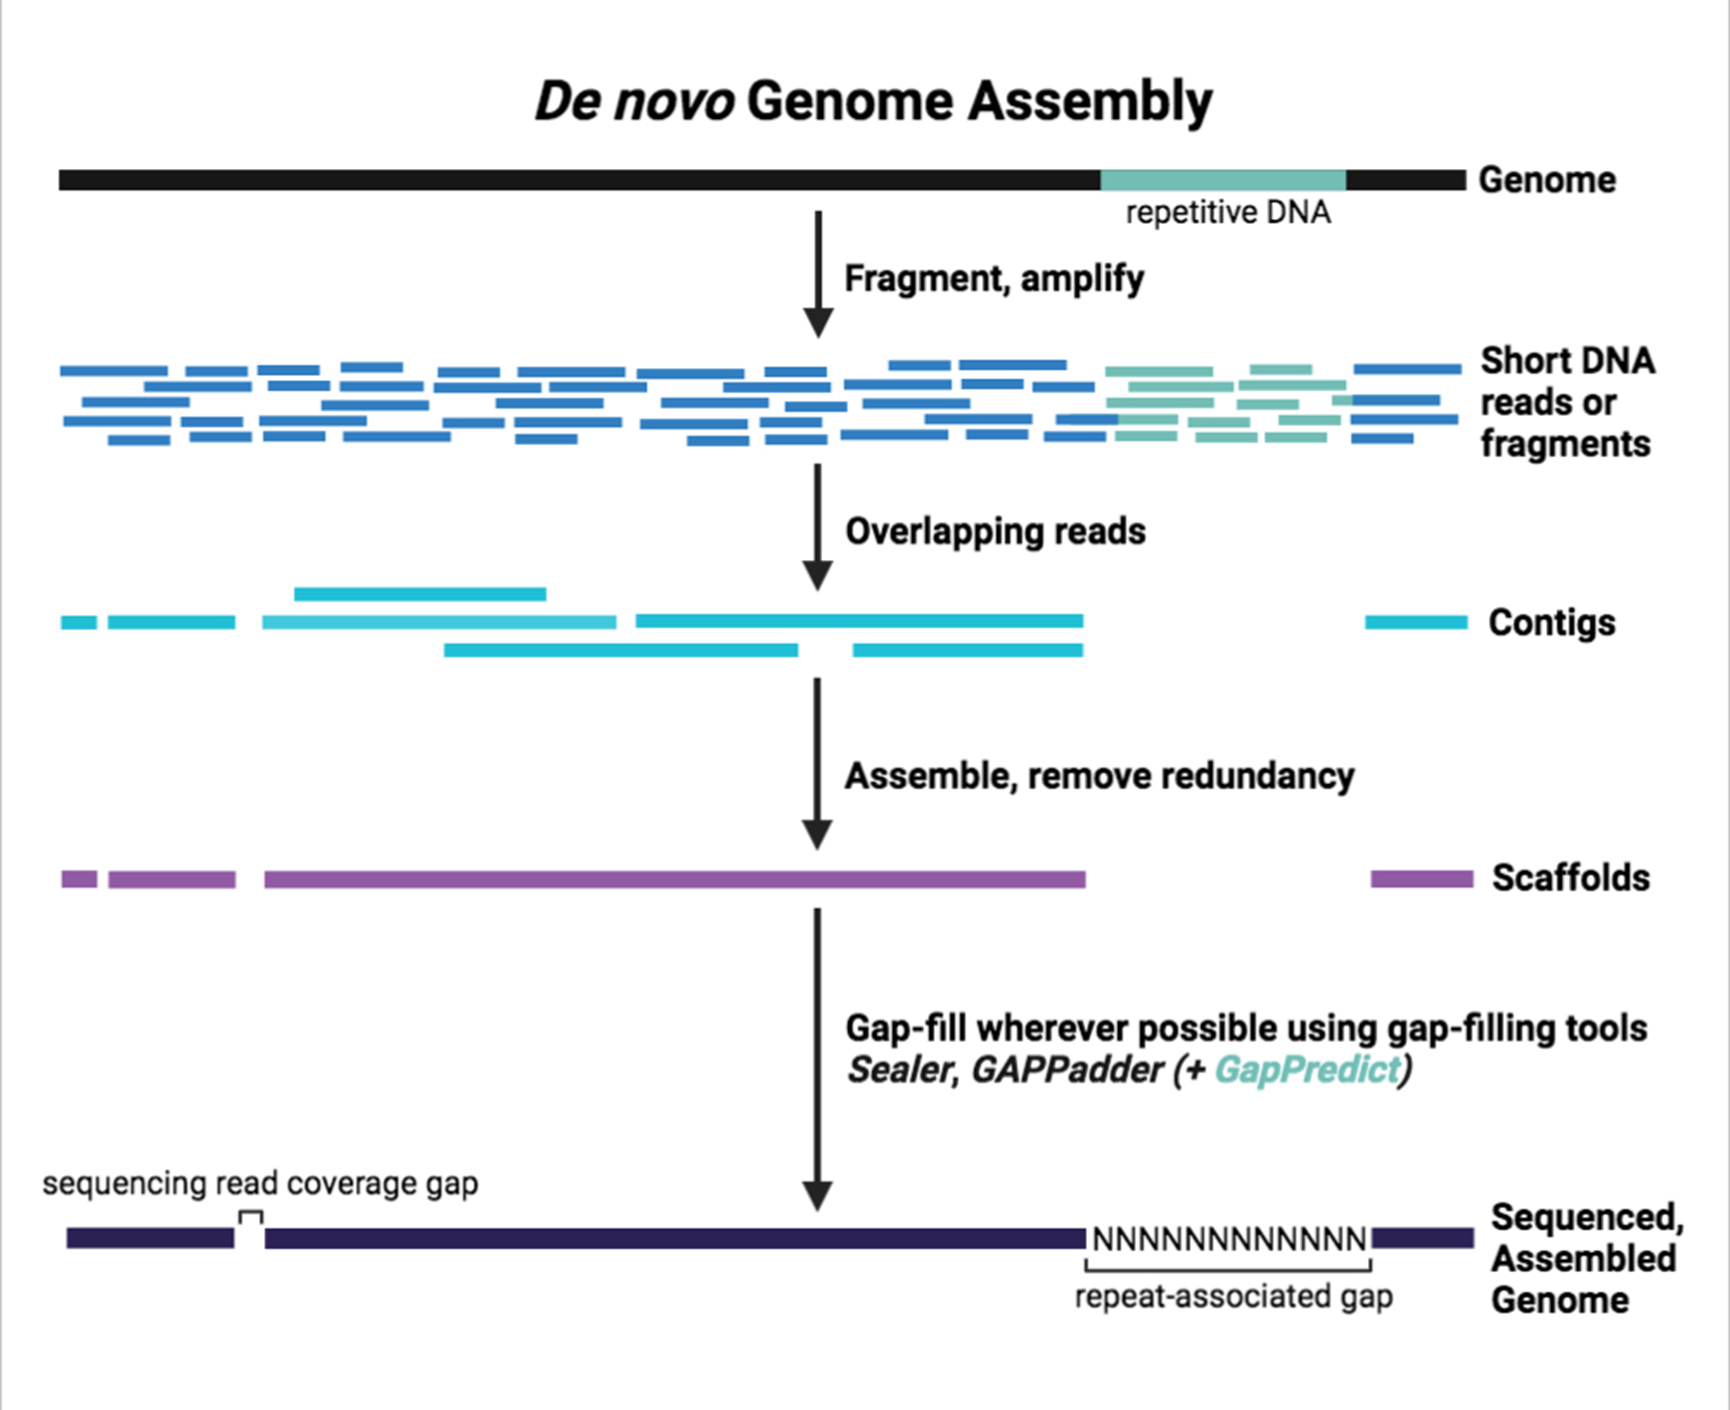 De novo Genome Assembly
Genome
repetitive DNA
Fragment, amplify
Short DNA
reads or
fragments
Overlapping reads
Contigs
Assemble, remove redundancy
Scaffolds
Gap-fill wherever possible using gap-filling tools
Sealer, GAPPadder (+ GapPredict)
sequencing read coverage gap
NNNNNNNNNNNN
repeat-associated gap
Sequenced,
Assembled
Genome